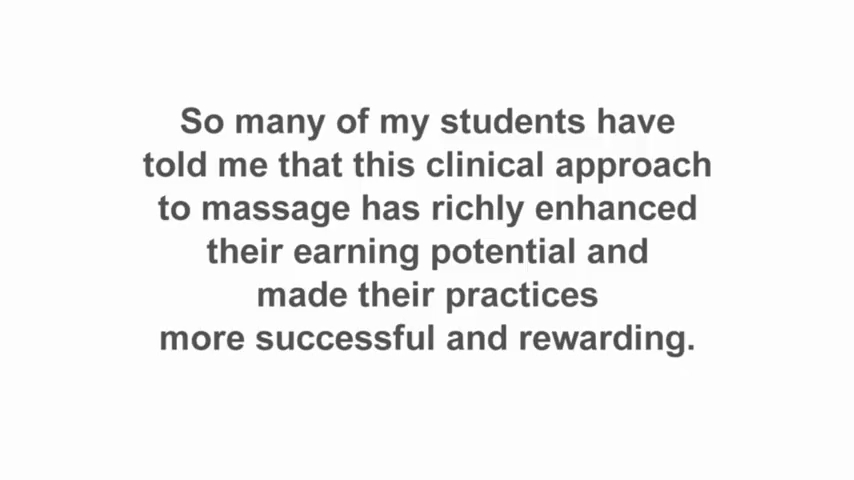 So many of my students have
told me that this clinical approach
to massage has richly enhanced
their earning potential and
made their practices
more successful and rewarding.